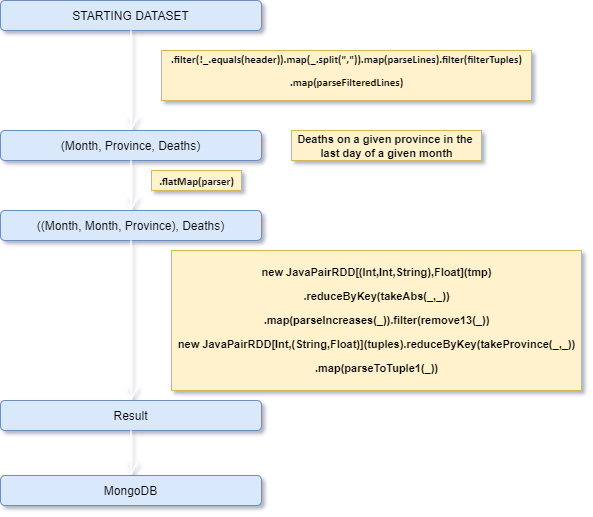 STARTING DATASET
.filter(!_.equals(header)).map(_.split(",")).map(parseLines).filter(filterTuples)
.map(parseFilteredLines)
(Month, Province, Deaths)
Deaths on a given province in the
last day of a given month
.flatMap(parser)
((Month, Month, Province), Deaths)
new JavaPairRDD[(Int,Int,String),Float](tmp)
.reduceByKey(takeAbs(_,_))
.map(parseIncreases(_)).filter(remove13(_))
new JavaPairRDD[Int,(String,Float)](tuples).reduceByKey(takeProvince(_,_))
.map(parseToTuple1(_))
Result
MongoDB